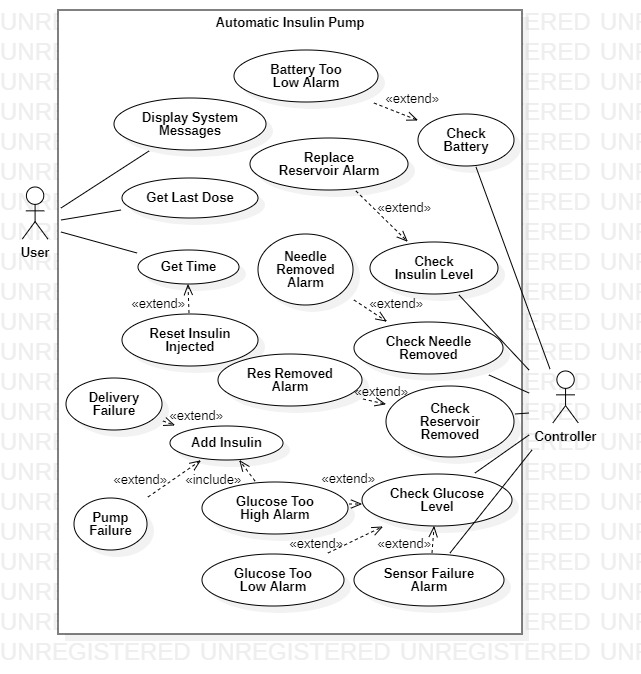 Automatic Insulin Pump
Battery Too
Low Alarm
«extend»
Display System
Messages
Check
Battery
Replace
Reservoir Alarm
Get Last Dose
«extend»
User
Needle
Removed
Alarm
Get Time
Check
Insulin Level
«extend»
«extend»
Reset Insulin
Injected
Check Needle
Removed
Res Removed
Alarm
«extend»
Delivery
Failure
«extend»
Check
Reservoir
Removed
Controller
Add Insulin
«extend»
«include»
«extend»
Glucose Too
High Alarm
Check Glucose
Level
Pump
Failure
«extend»
«extend»
Glucose Too
Low Alarm
Sensor Failure
Alarm
UNREGISTERED UNREGISTERED UNREGISTERED UNR